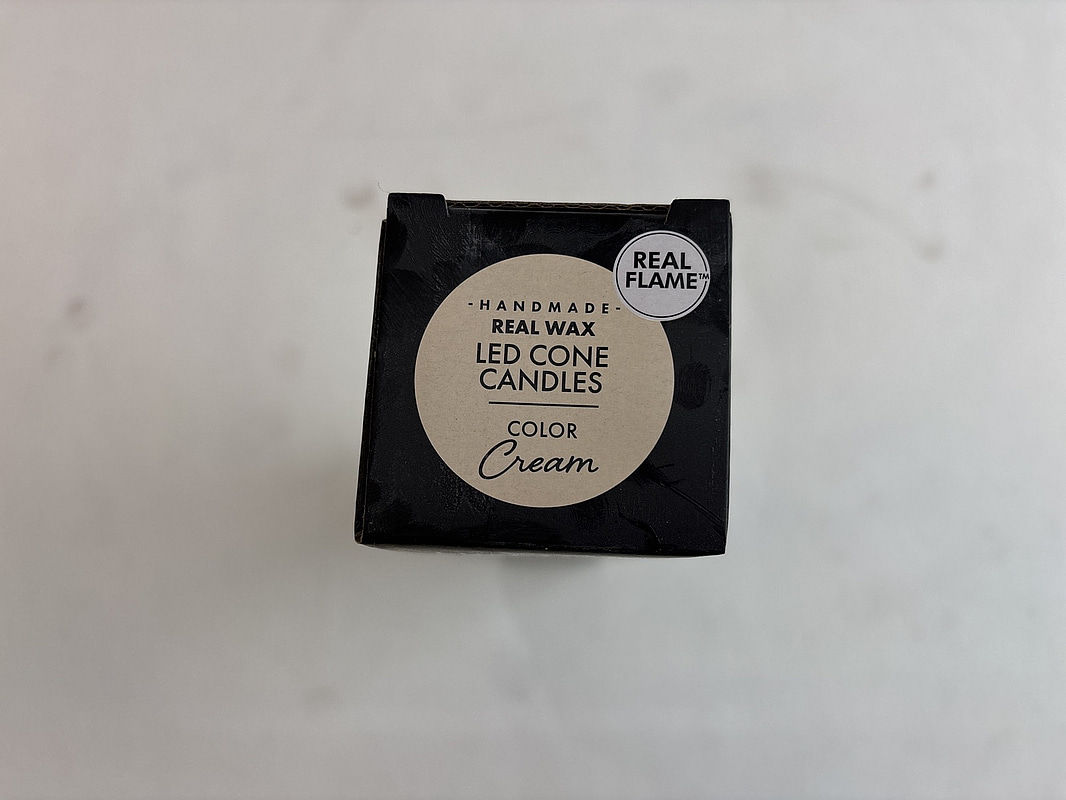 REAL
FLAME™
-HANDMADE-
REAL WAX
LED CONE
CANDLES
COLOR
Cream